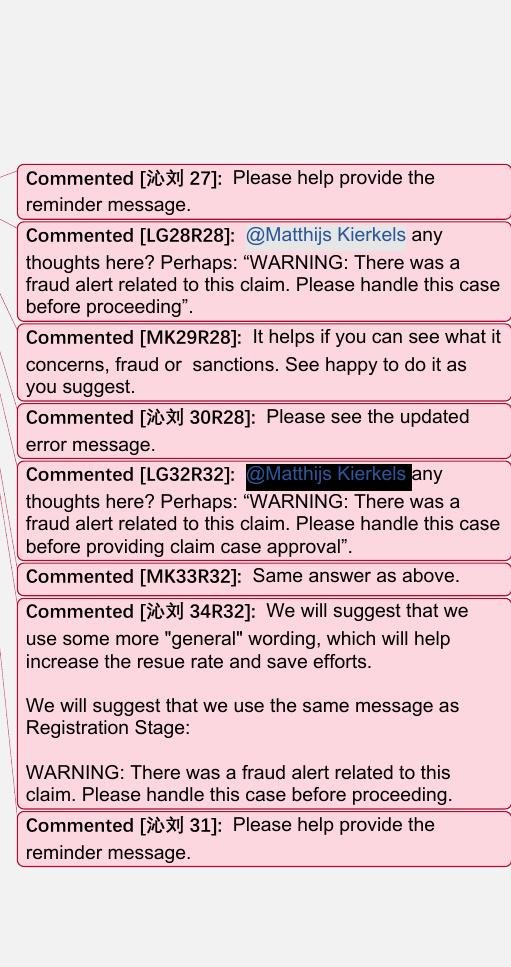 Commented [沁刘 27]: Please help provide the
reminder message.
Commented [LG28R28]: @Matthijs Kierkels any
thoughts here? Perhaps: “WARNING: There was a
fraud alert related to this claim. Please handle this case
before proceeding”.
Commented [MK29R28]: It helps if you can see what it
concerns, fraud or  sanctions. See happy to do it as
you suggest.
Commented [沁刘 30R28]: Please see the updated
error message.
Commented [LG32R32]: @Matthijs Kierkels any
thoughts here? Perhaps: “WARNING: There was a
fraud alert related to this claim. Please handle this case
before providing claim case approval”.
Commented [MK33R32]: Same answer as above.
Commented [沁刘 34R32]: We will suggest that we
use some more "general" wording, which will help
increase the resue rate and save efforts.
We will suggest that we use the same message as
Registration Stage:
WARNING: There was a fraud alert related to this
claim. Please handle this case before proceeding.
Commented [沁刘 31]: Please help provide the
reminder message.